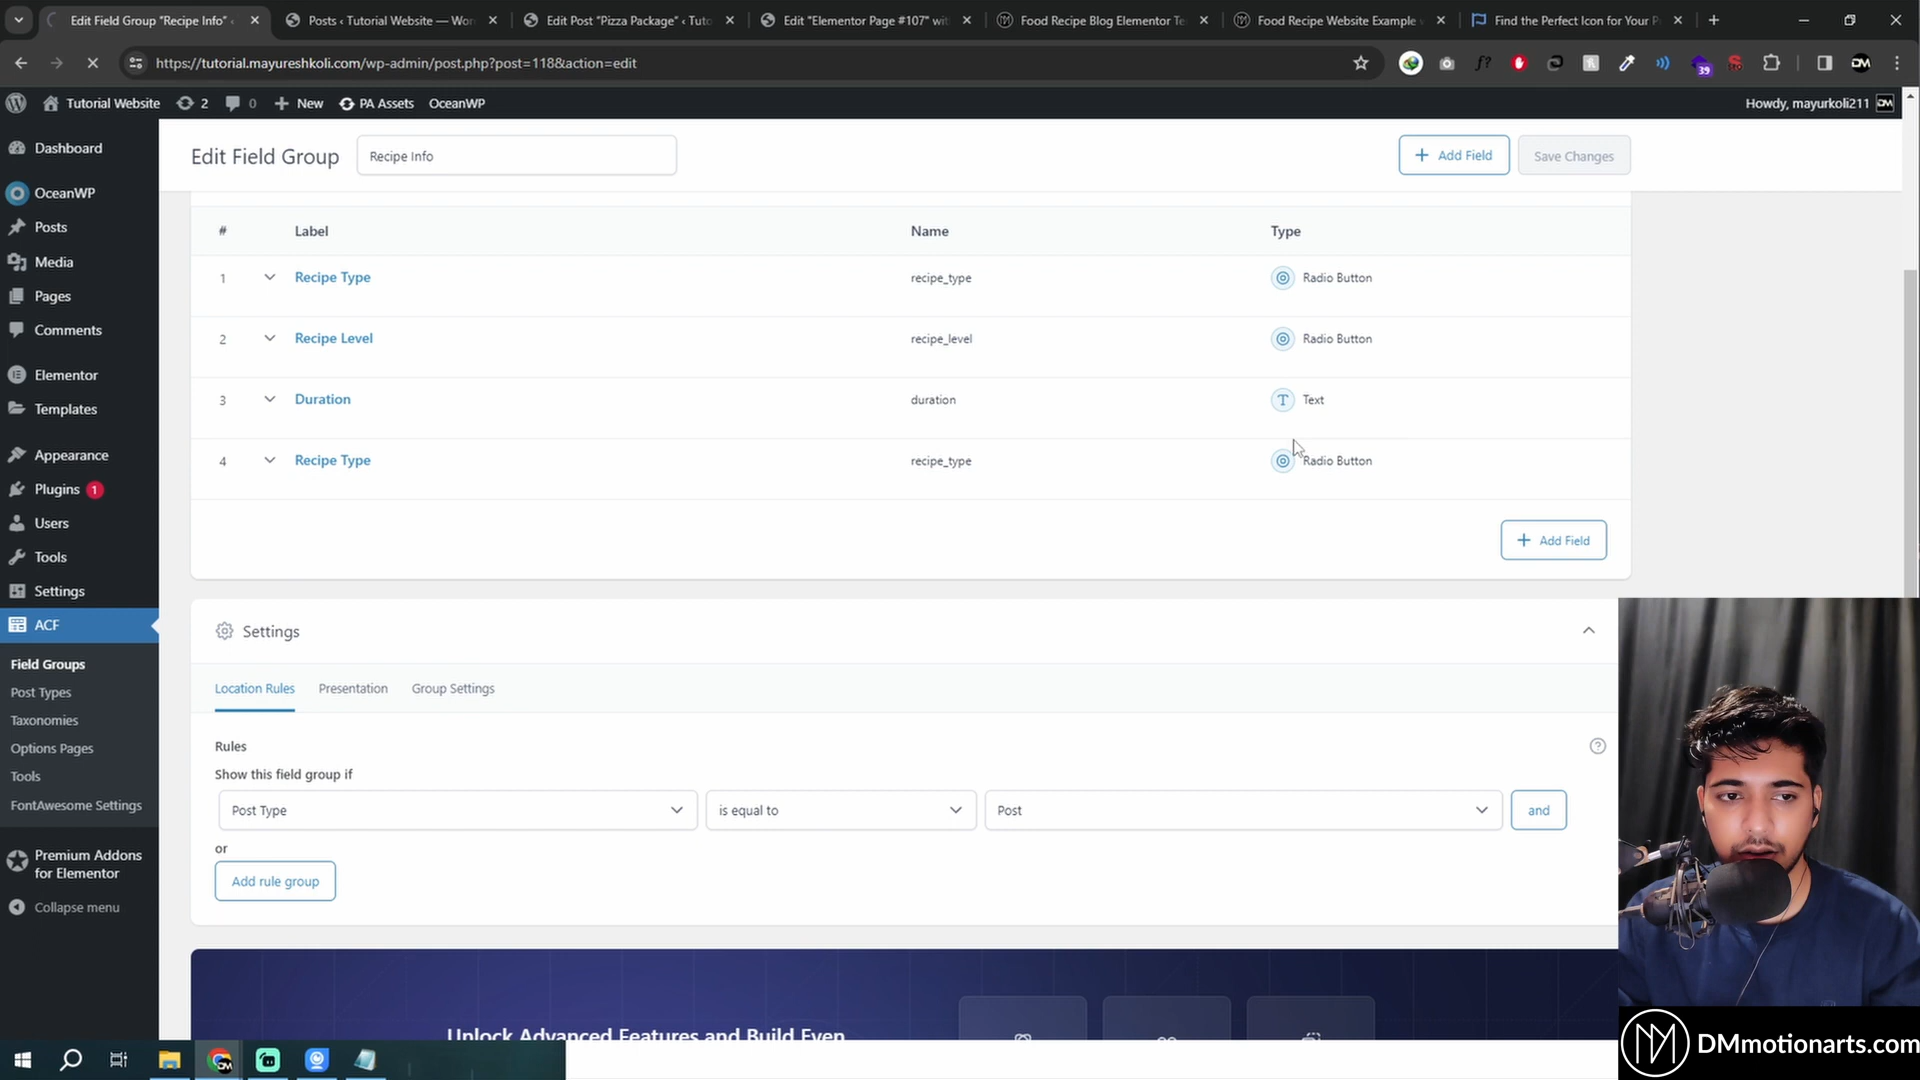 Edit Field Group "Recipe Info" ‹
Posts ‹ Tutorial Website — Wor
Edit Post "Pizza Package" ‹ Tuto
Edit "Elementor Page #107" wit
Food Recipe Blog Elementor Te
Food Recipe Website Example
Find the Perfect Icon for Your P
https://tutorial.mayureshkoli.com/wp-admin/post.php?post=118&action=edit
f?
39
DM
Tutorial Website
2
0
New
PA Assets
OceanWP
Howdy, mayurkoli211
Dashboard
OceanWP
Posts
Media
Pages
Comments
Elementor
Templates
Appearance
Plugins 1
Users
Tools
Settings
ACF
Field Groups
Post Types
Taxonomies
Options Pages
Tools
FontAwesome Settings
Premium Addons
for Elementor
Collapse menu
Edit Field Group
Recipe Info
Add Field
Save Changes
# Label Name Type
1 Recipe Type recipe_type Radio Button
2 Recipe Level recipe_level Radio Button
3 Duration duration Text
4 Recipe Type recipe_type Radio Button
Add Field
Settings
Location Rules Presentation Group Settings
Rules
Show this field group if
Post Type is equal to Post and
or
Add rule group
Unlock Advanced Features and Build Even
DMmotionarts.com